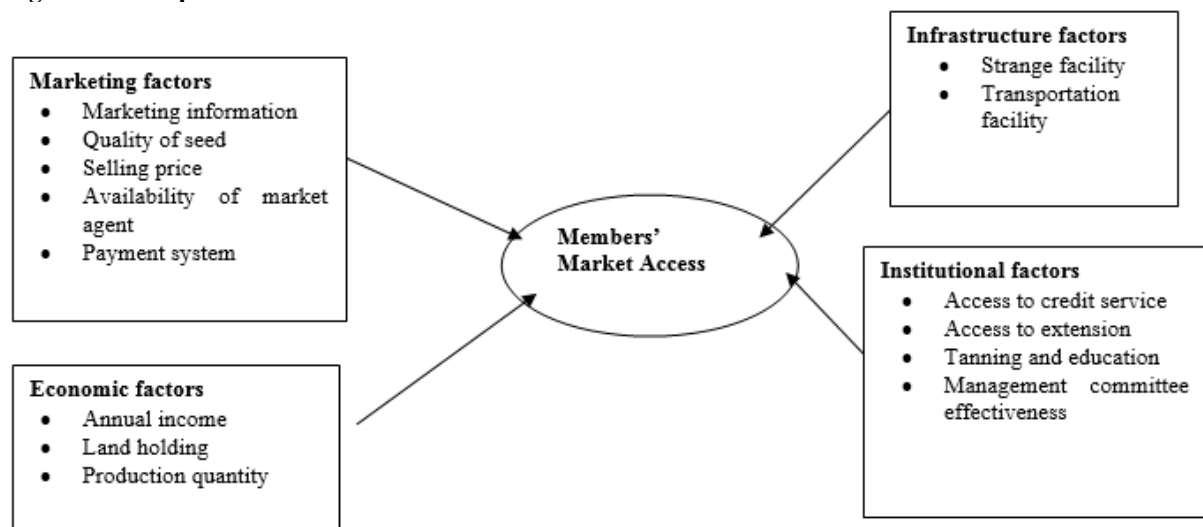 Marketing factors
• Marketing information
• Quality of seed
• Selling price
• Availability of market
agent
• Payment system
Economic factors
• Annual income
• Land holding
• Production quantity
Members’
Market Access
Infrastructure factors
• Strange facility
• Transportation
facility
Institutional factors
• Access to credit service
• Access to extension
• Tanning and education
• Management committee
effectiveness